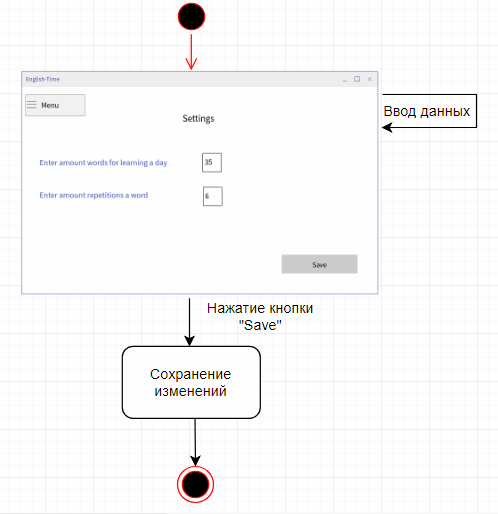 English-Time
Menu
Settings
Ввод данных
Enter amount words for learning a day
35
Enter amount repetitions a word
6
Save
Нажатие кнопки
"Save"
Сохранение
изменений